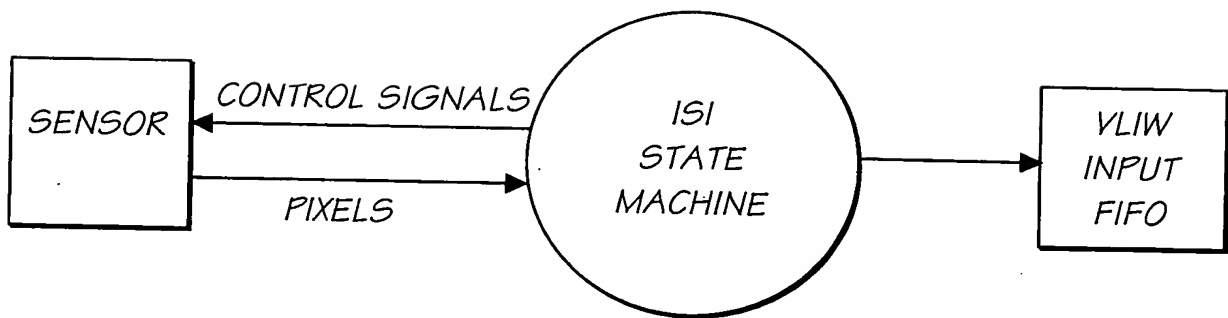 SENSOR
CONTROL SIGNALS
PIXELS
ISI
STATE
MACHINE
VLIW
INPUT
FIFO